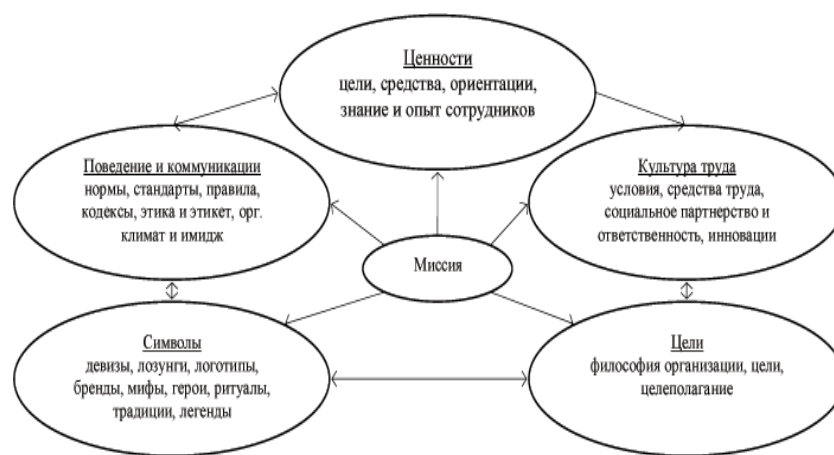 Ценности
цели, средства, ориентации,
знание и опыт сотрудников
Поведение и коммуникации
нормы, стандарты, правила,
кодексы, этика и этикет, орг.
климат и имидж
Культура труда
условия, средства труда,
социальное партнерство и
ответственность, инновации
Миссия
Символы
девизы, лозунги, логотипы,
бренды, мифы, герои, ритуалы,
традиции, легенды
Цели
философия организации, цели,
целеполагание